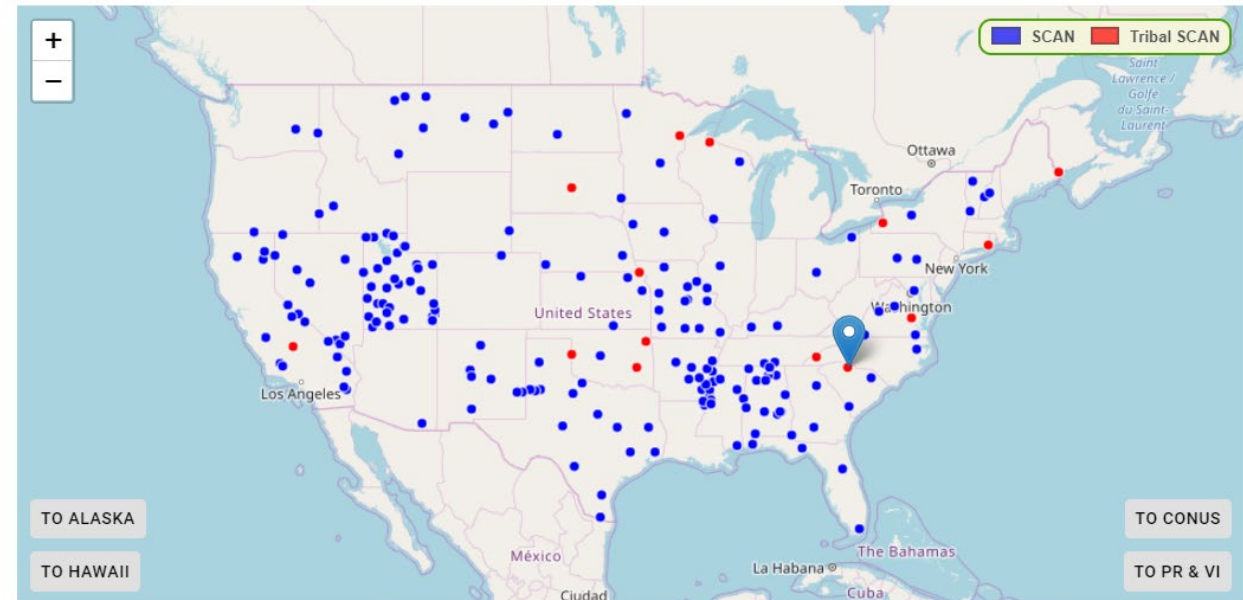 +
−
SCAN Tribal SCAN
Saint
Lawrence /
Golfe
du Saint-
Laurent
Ottawa
Toronto
New York
Washington
United States
Los Angeles
TO ALASKA
TO CONUS
México
The Bahamas
La Habana
TO HAWAII
TO PR & VI
Ciudad
Cuba